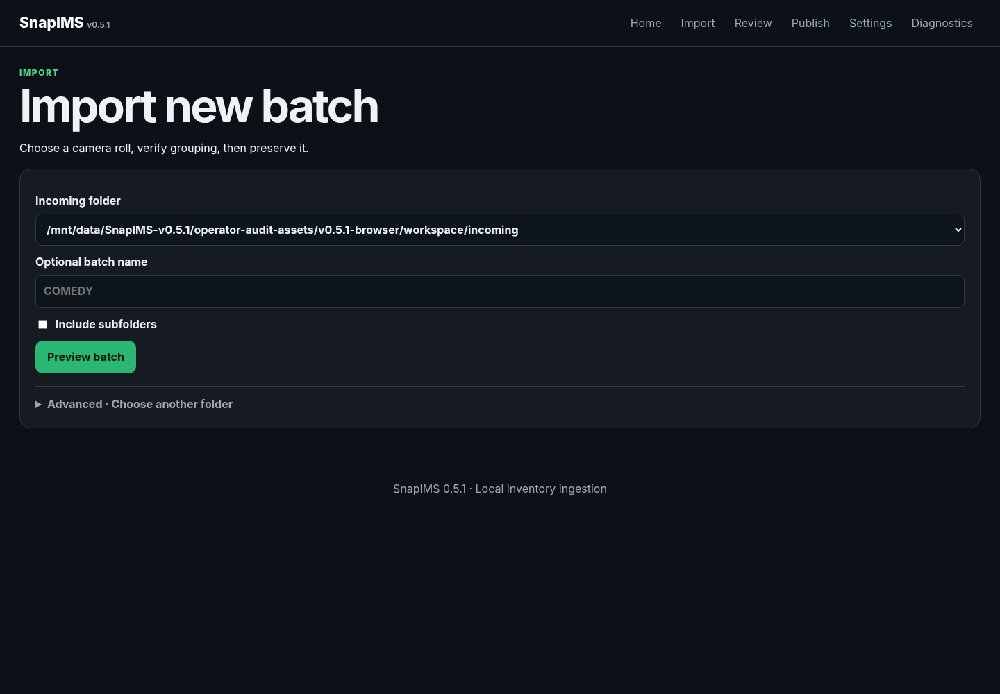 SnapIMS v0.5.1
Home Import Review Publish Settings Diagnostics
IMPORT
Import new batch
Choose a camera roll, verify grouping, then preserve it.
Incoming folder
/mnt/data/SnapIMS-v0.5.1/operator-audit-assets/v0.5.1-browser/workspace/incoming
Optional batch name
COMEDY
Include subfolders
Preview batch
Advanced · Choose another folder
SnapIMS 0.5.1 · Local inventory ingestion